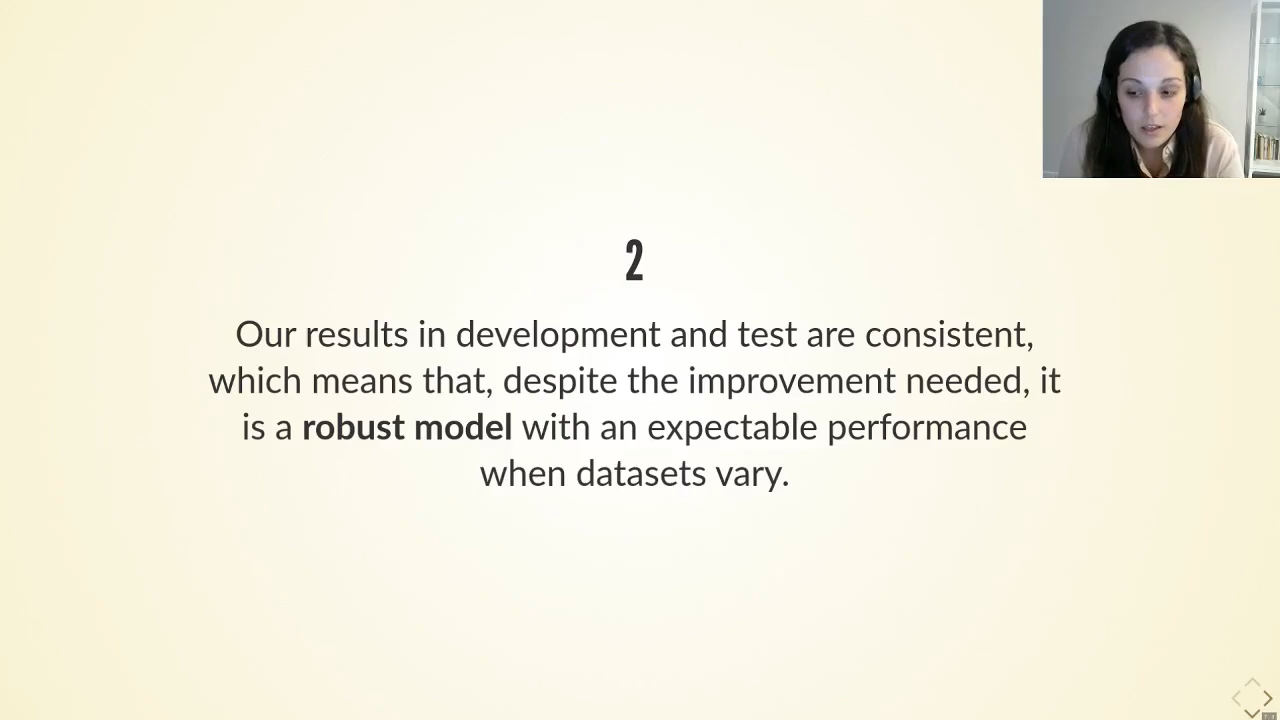 2
Our results in development and test are consistent,
which means that, despite the improvement needed, it
is a robust model with an expectable performance
when datasets vary.